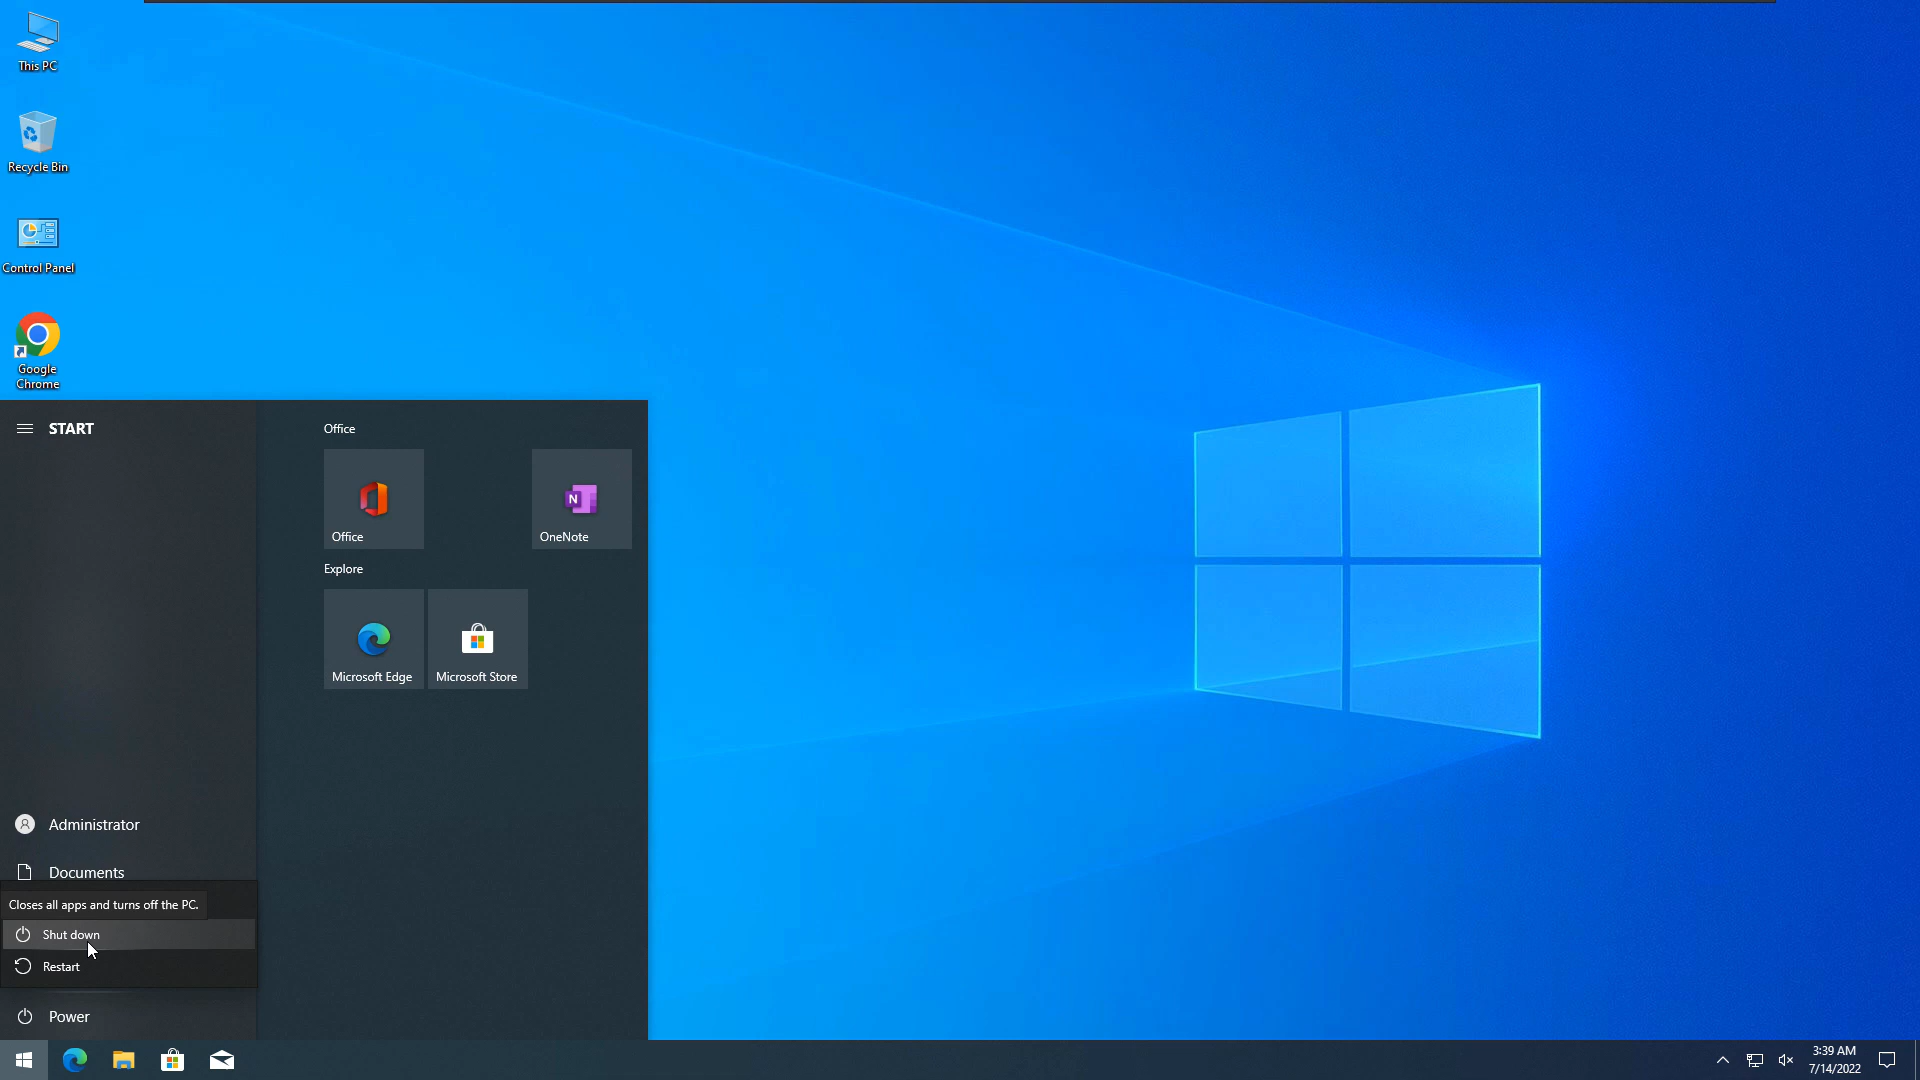 This PC
Recycle Bin
Control Panel
Google
Chrome
START
Office
Office
N
OneNote
Explore
Microsoft Edge
Microsoft Store
Administrator
Documents
Closes all apps and turns off the PC.
Shut down
Restart
Power
3:39 AM
7/14/2022